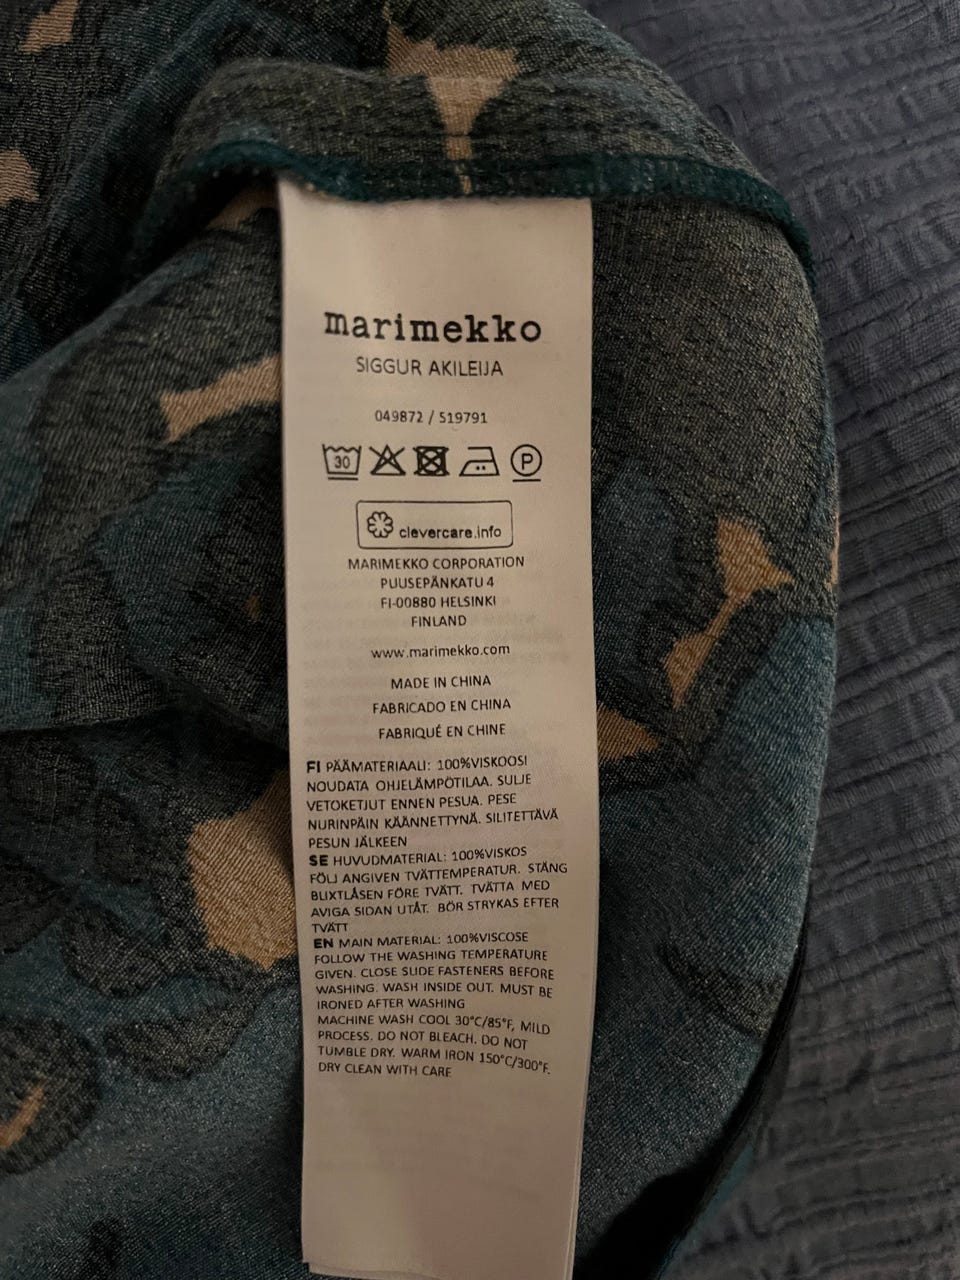 marimekko
SIGGUR AKILEIJA
049872 / S19791
30
P
clevercare.info
MARIMEKKO CORPORATION
PUUSEPÄNKATU 4
FI-00880 HELSINKI
FINLAND
www.marimekko.com
MADE IN CHINA
FABRICADO EN CHINA
FABRIQUÉ EN CHINE
FI PÄÄMATERIAALI: 100%VISKOOSI
NOUDATA OHJELÄMPÖTILAA. SULJE
VETOKETJUT ENNEN PESUA. PESE
NURINPÄIN KÄÄNNETTYNÄ. SILITETTÄVÄ
PESUN JÄLKEEN
SE HUVUDMATERIAL: 100%VISKOS
FÖLJ ANGIVEN TVÄTTEMPERATUR. STÄNG
BLIXTLÅSEN FÖRE TVÄTT. TVÄTTA MED
AVIGA SIDAN UTÅT. BÖR STRYKAS EFTER
TVÄTT
EN MAIN MATERIAL: 100%VISCOSE
FOLLOW THE WASHING TEMPERATURE
GIVEN. CLOSE SLIDE FASTENERS BEFORE
WASHING. WASH INSIDE OUT. MUST BE
IRONED AFTER WASHING
MACHINE WASH COOL 30°C/85°F, MILD
PROCESS. DO NOT BLEACH. DO NOT
TUMBLE DRY. WARM IRON 150°C/300°F.
DRY CLEAN WITH CARE